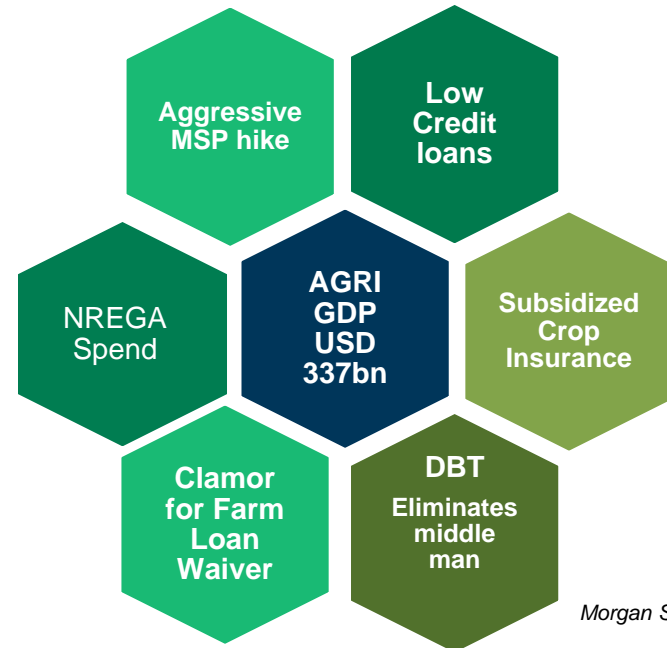 Aggressive
MSP hike
Low
Credit
loans
NREGA
Spend
AGRI
GDP
USD
337bn
Subsidized
Crop
Insurance
Clamor
for Farm
Loan
Waiver
DBT
Eliminates
middle
man
Morgan S